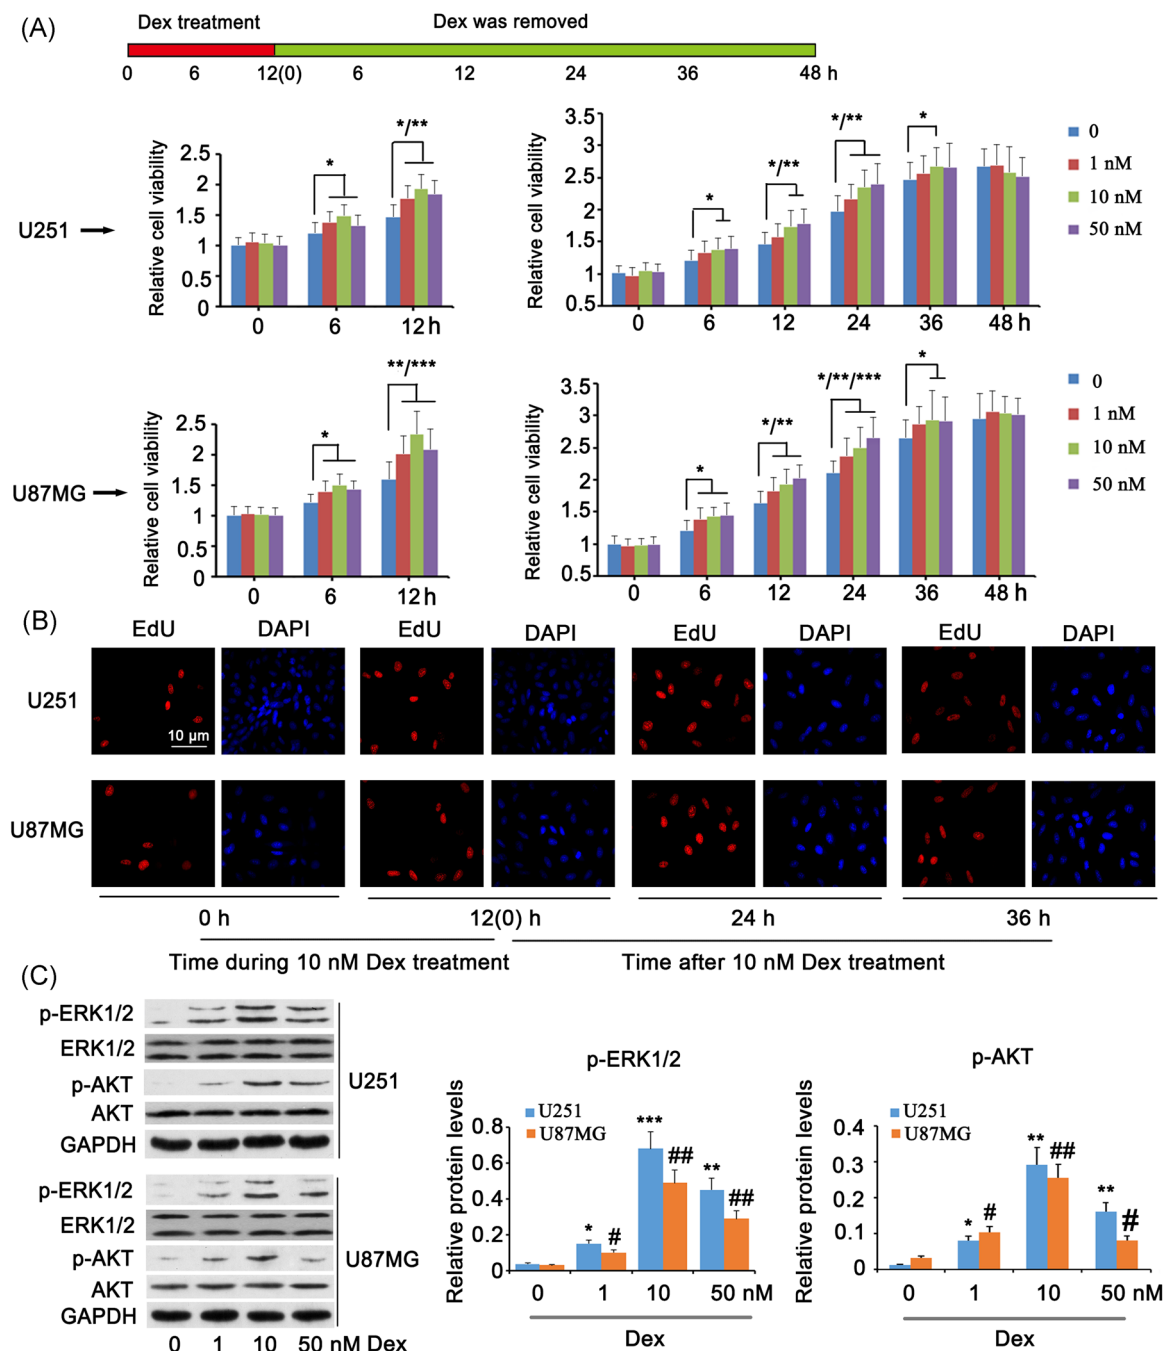 (A)
Dex treatment Dex was removed
0 6 12(0) 6 12 24 36 48 h
U251
Relative cell viability
2.5
2
1.5
1
0.5
0
*
*/**
0 6 12 h
Relative cell viability
3.5
3
2.5
2
1.5
1
0.5
*
*/**
*/**
*
0 6 12 24 36 48 h
0
1 nM
10 nM
50 nM
U87MG
Relative cell viability
2.5
2
1.5
1
0.5
0
*
**/***
0 6 12 h
Relative cell viability
3.5
3
2.5
2
1.5
1
0.5
*
*/**
*/**/***
*
0 6 12 24 36 48 h
0
1 nM
10 nM
50 nM
(B)
EdU DAPI EdU DAPI EdU DAPI EdU DAPI
U251
10 μm
U87MG
0 h 12(0) h 24 h 36 h
Time during 10 nM Dex treatment Time after 10 nM Dex treatment
(C)
p-ERK1/2
ERK1/2
p-AKT
AKT
GAPDH
U251
p-ERK1/2
ERK1/2
p-AKT
AKT
GAPDH
U87MG
0 1 10 50 nM Dex
p-ERK1/2
Relative protein levels
0.8
0.6
0.4
0.2
0
U251
U87MG
*
#
***
##
**
##
0 1 10 50 nM
Dex
p-AKT
Relative protein levels
0.4
0.3
0.2
0.1
0
U251
U87MG
*
#
**
##
**
#
0 1 10 50 nM
Dex